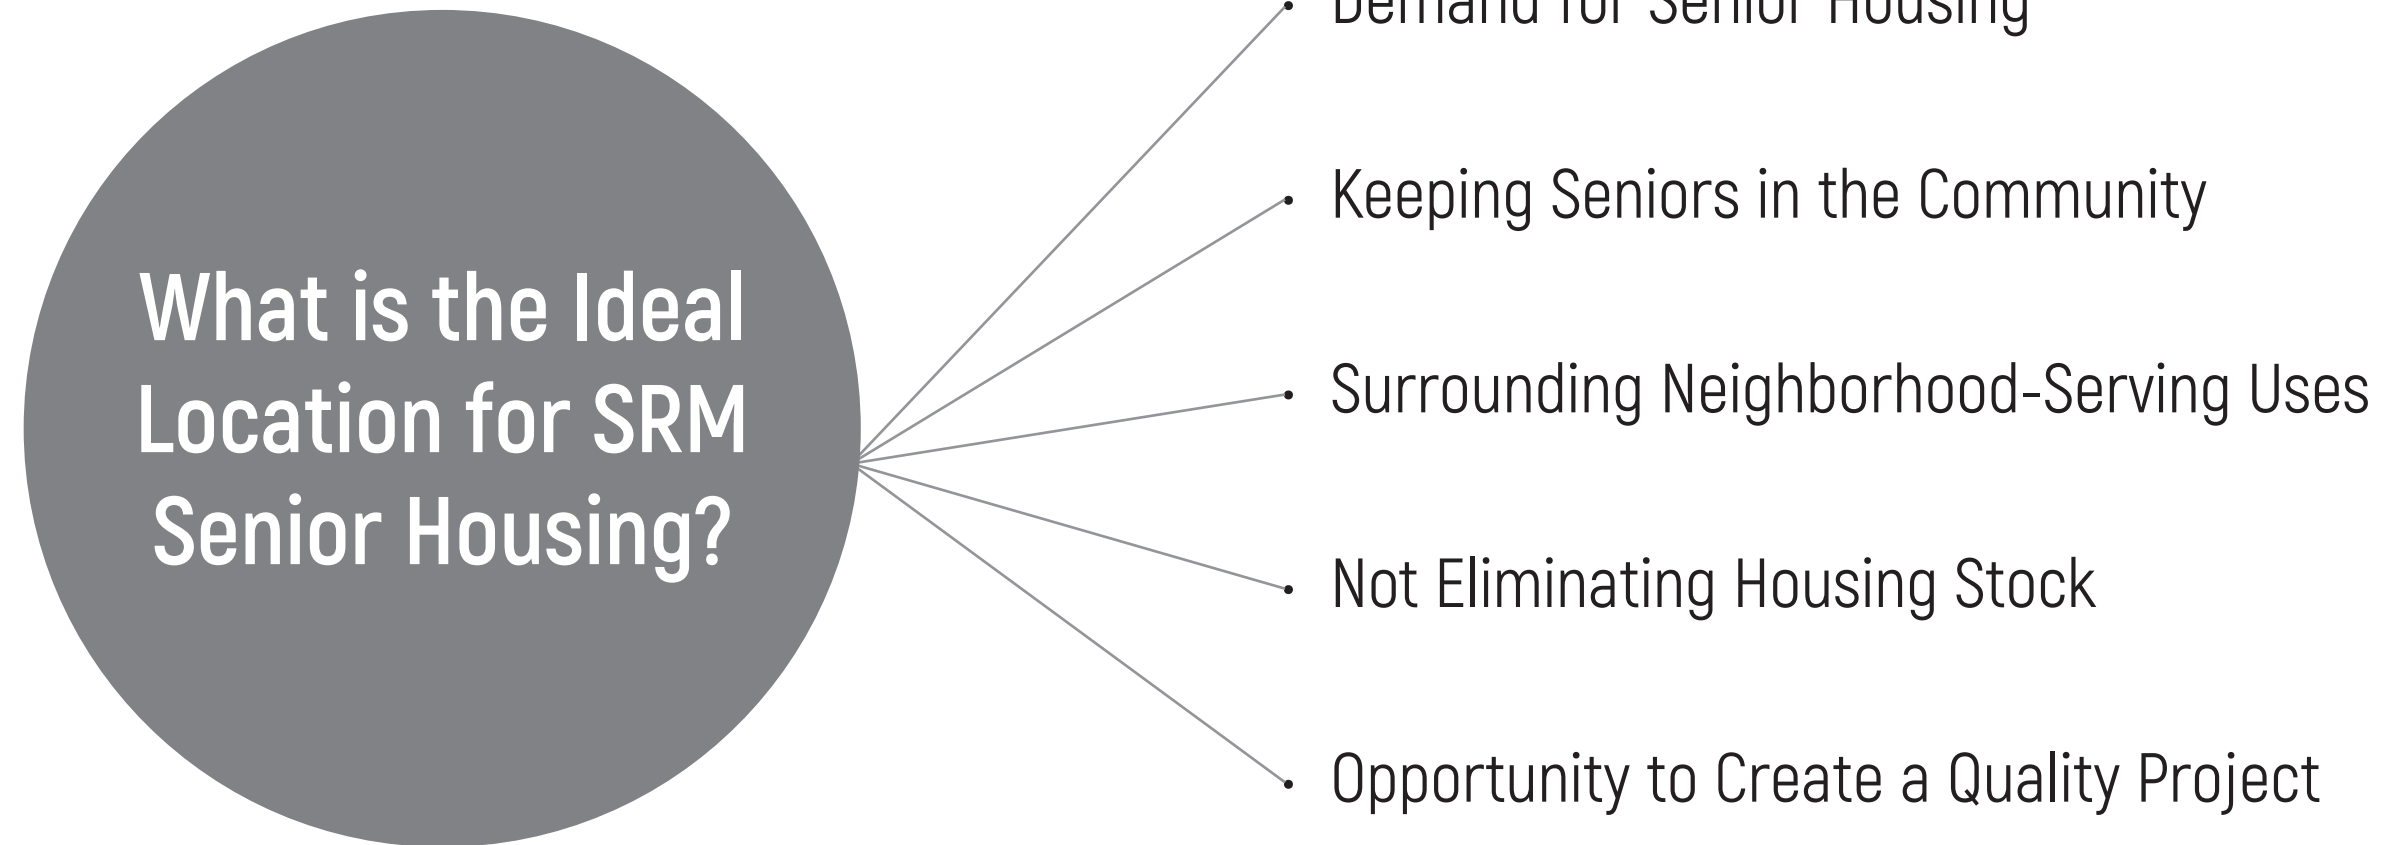 What is the Ideal
Location for SRM
Senior Housing?
• Demand for Senior Housing
• Keeping Seniors in the Community
• Surrounding Neighborhood-Serving Uses
• Not Eliminating Housing Stock
• Opportunity to Create a Quality Project